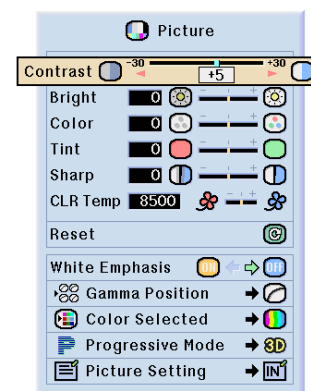 Picture
Contrast -30 +5 +30
Bright 0 - +
Color 0 - +
Tint 0 - +
Sharp 0 - +
CLR Temp 8500 - +
Reset
White Emphasis ON OFF
Gamma Position
Color Selected
Progressive Mode 3D
Picture Setting IN